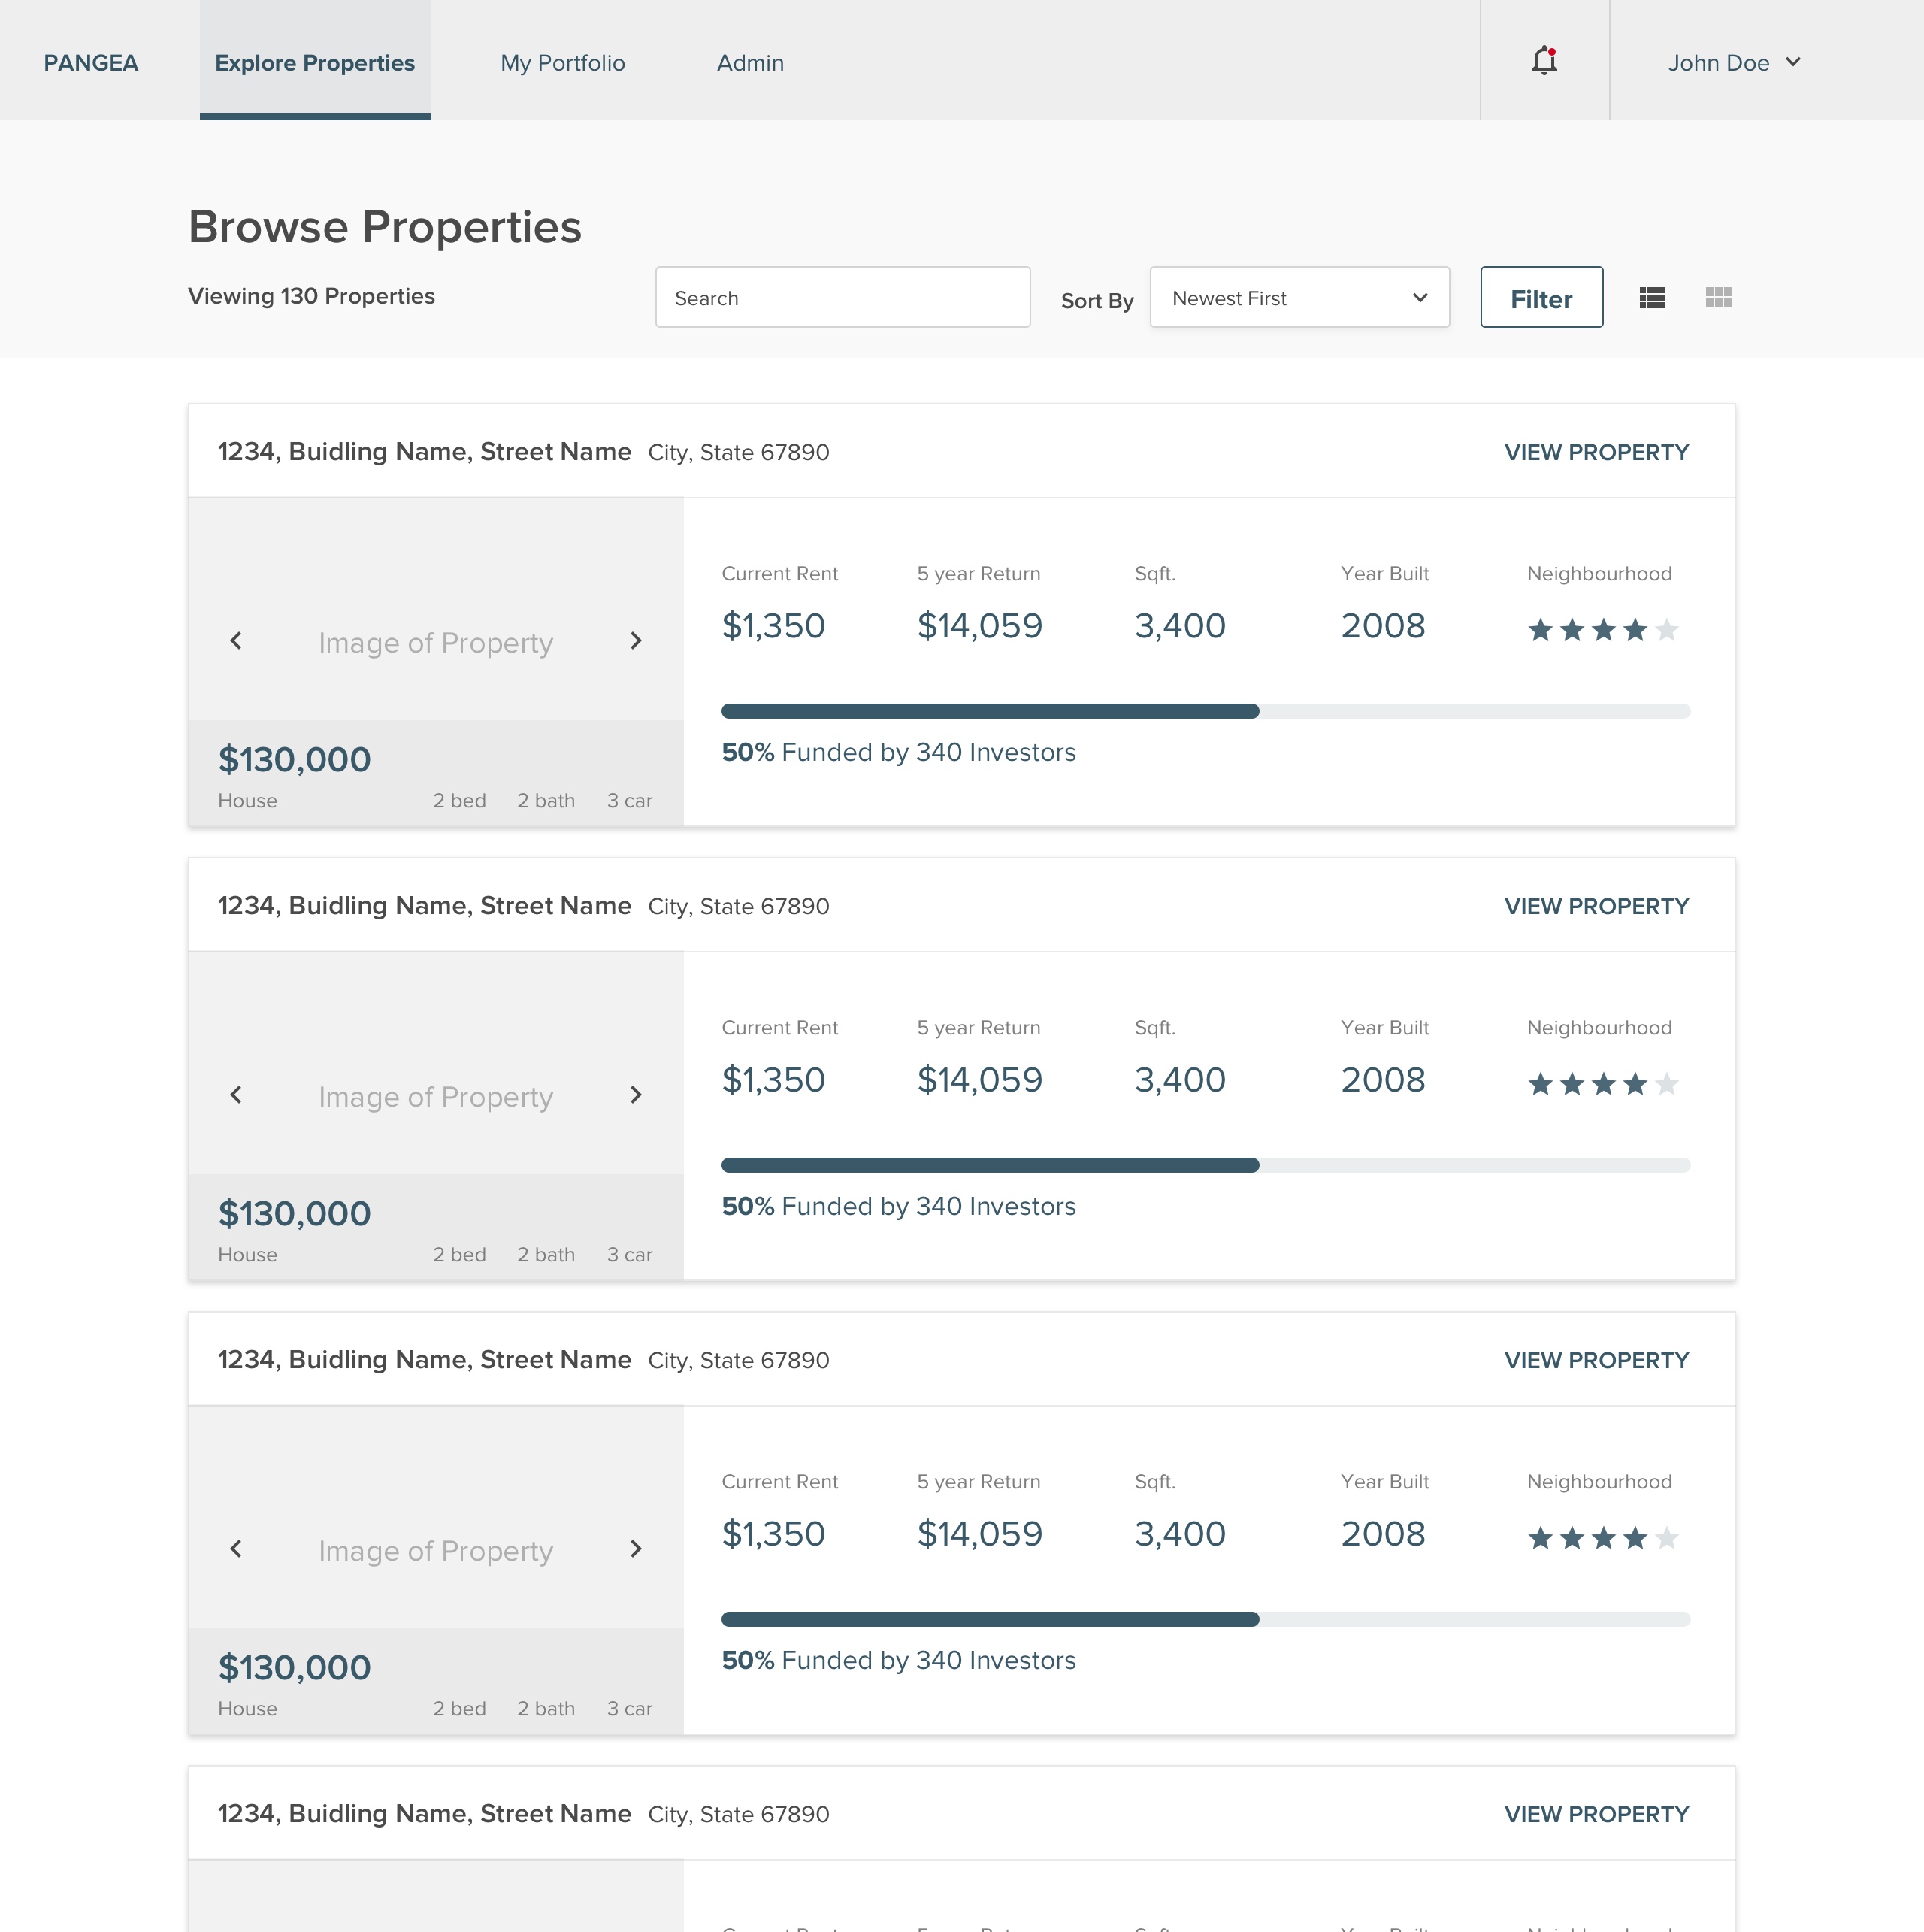 PANGEA Explore Properties My Portfolio Admin John Doe
Browse Properties
Viewing 130 Properties Search Sort By Newest First Filter
1234, Buidling Name, Street Name City, State 67890 VIEW PROPERTY
Current Rent 5 year Return Sqft. Year Built Neighbourhood
$1,350 $14,059 3,400 2008
Image of Property
50% Funded by 340 Investors
$130,000
House 2 bed 2 bath 3 car
1234, Buidling Name, Street Name City, State 67890 VIEW PROPERTY
Current Rent 5 year Return Sqft. Year Built Neighbourhood
$1,350 $14,059 3,400 2008
Image of Property
50% Funded by 340 Investors
$130,000
House 2 bed 2 bath 3 car
1234, Buidling Name, Street Name City, State 67890 VIEW PROPERTY
Current Rent 5 year Return Sqft. Year Built Neighbourhood
$1,350 $14,059 3,400 2008
Image of Property
50% Funded by 340 Investors
$130,000
House 2 bed 2 bath 3 car
1234, Buidling Name, Street Name City, State 67890 VIEW PROPERTY